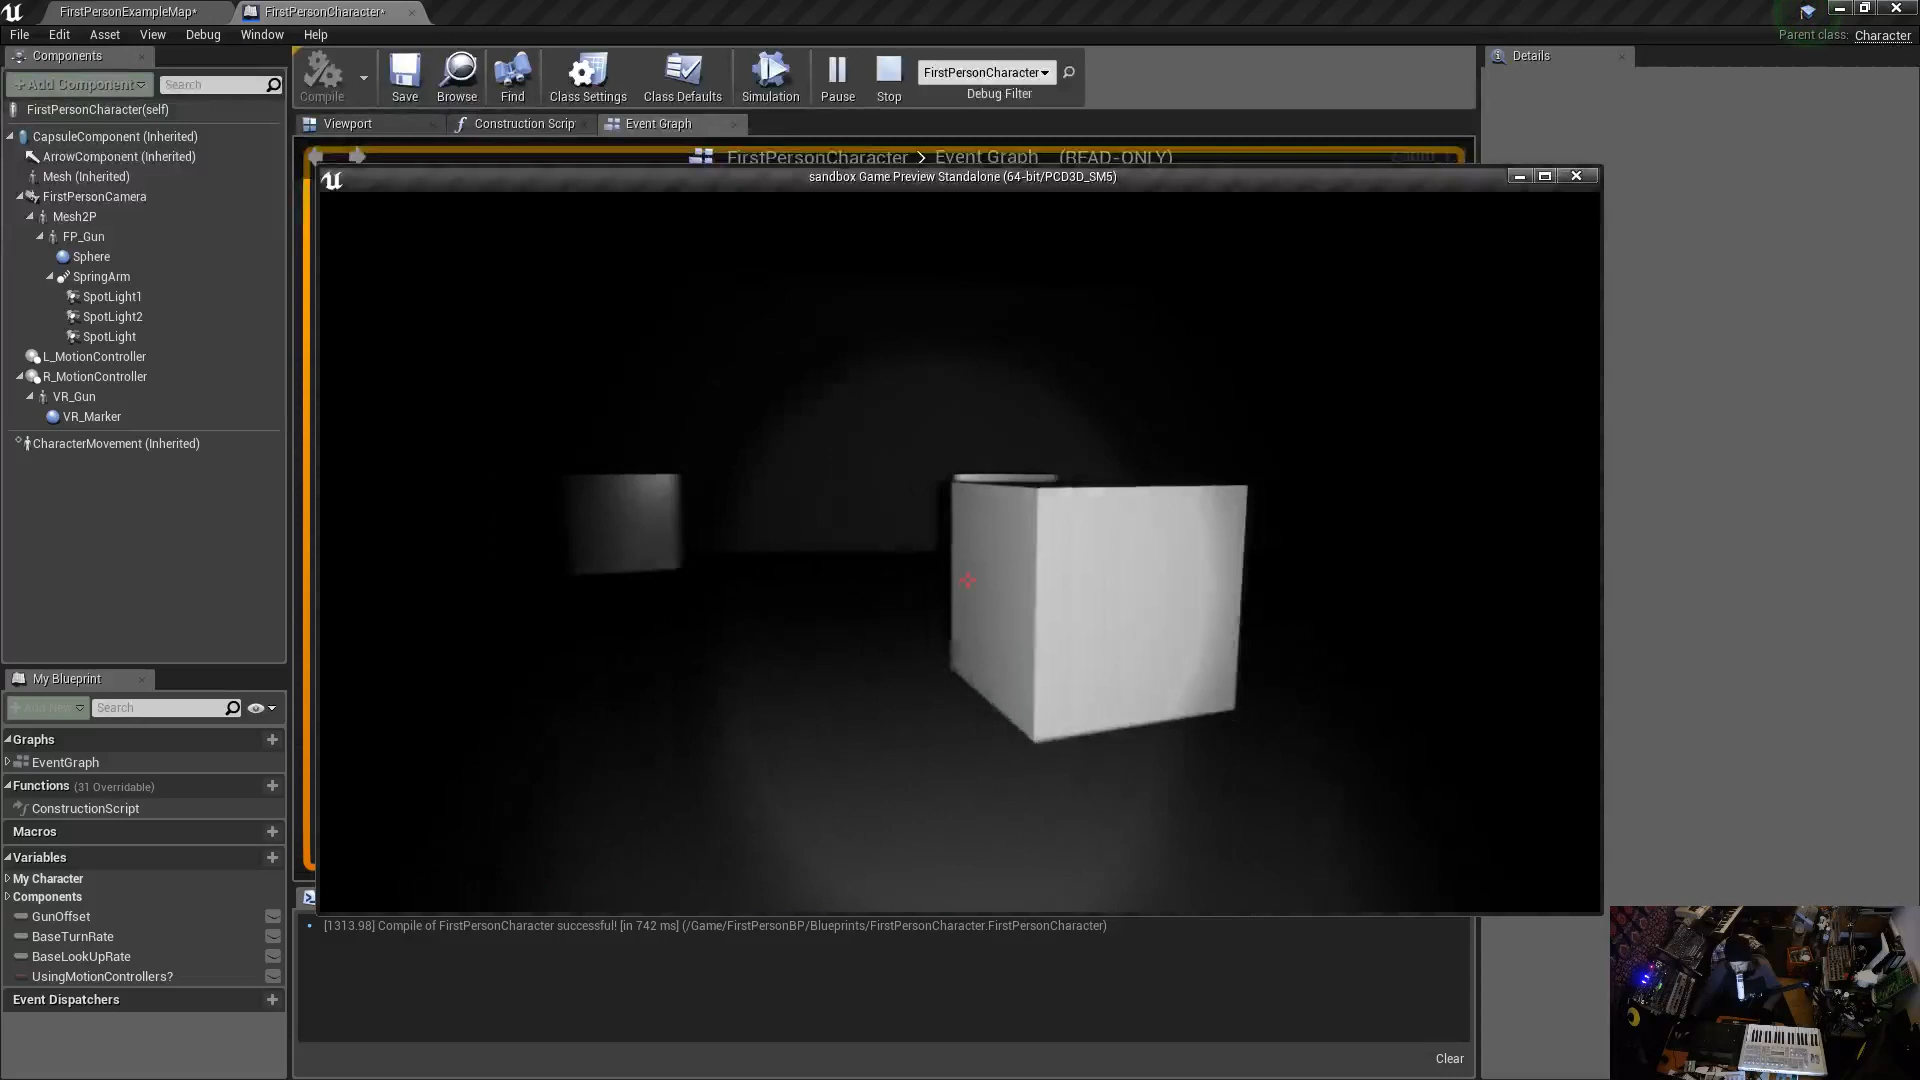 FirstPersonExampleMap*
FirstPersonCharacter*
File Edit Asset View Debug Window Help
Parent class: Character
Components
Add Component
Search
FirstPersonCharacter(self)
CapsuleComponent (Inherited)
ArrowComponent (Inherited)
Mesh (Inherited)
FirstPersonCamera
Mesh2P
FP_Gun
Sphere
SpringArm
SpotLight1
SpotLight2
SpotLight
L_MotionController
R_MotionController
VR_Gun
VR_Marker
CharacterMovement (Inherited)
Compile
Save
Browse
Find
Class Settings
Class Defaults
Simulation
Pause
Stop
FirstPersonCharacter
Debug Filter
Details
Viewport
Construction Scrip
Event Graph
FirstPersonCharacter > Event Graph (READ-ONLY)
sandbox Game Preview Standalone (64-bit/PCD3D_SM5)
My Blueprint
Add New
Search
Graphs
EventGraph
Functions (31 Overridable)
ConstructionScript
Macros
Variables
My Character
Components
GunOffset
BaseTurnRate
BaseLookUpRate
UsingMotionControllers?
Event Dispatchers
[1313.98] Compile of FirstPersonCharacter successful! [in 742 ms] (/Game/FirstPersonBP/Blueprints/FirstPersonCharacter.FirstPersonCharacter)
Clear